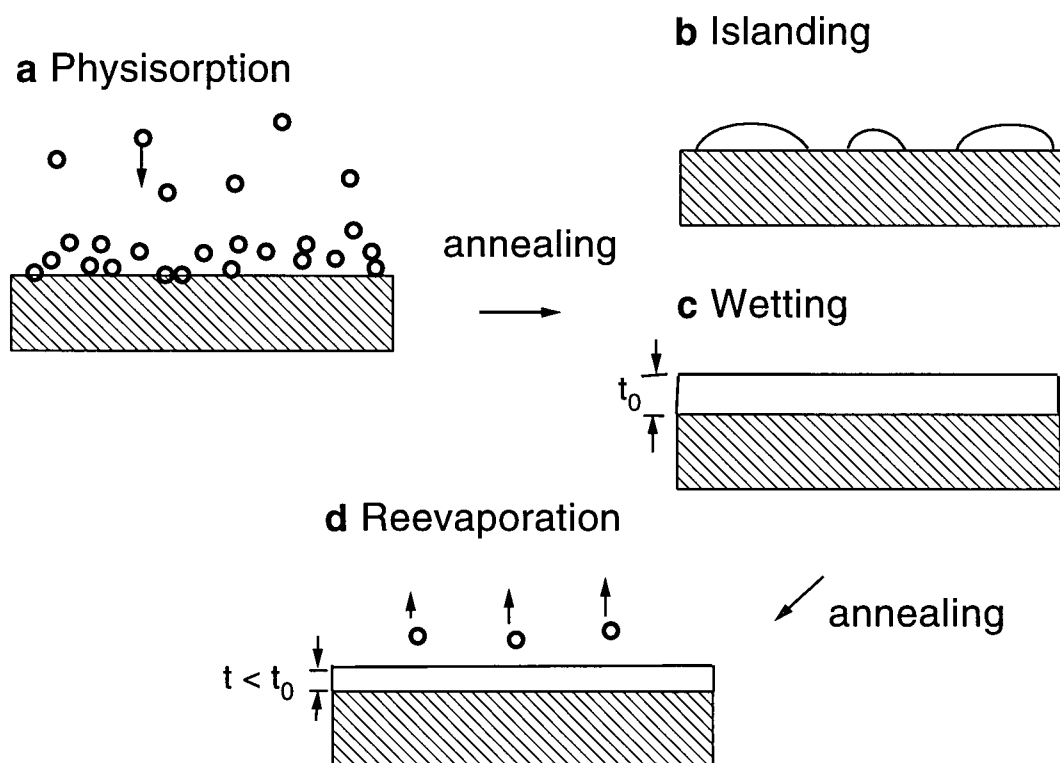 a Physisorption
b Islanding
annealing
c Wetting
t₀
d Reevaporation
annealing
t < t₀